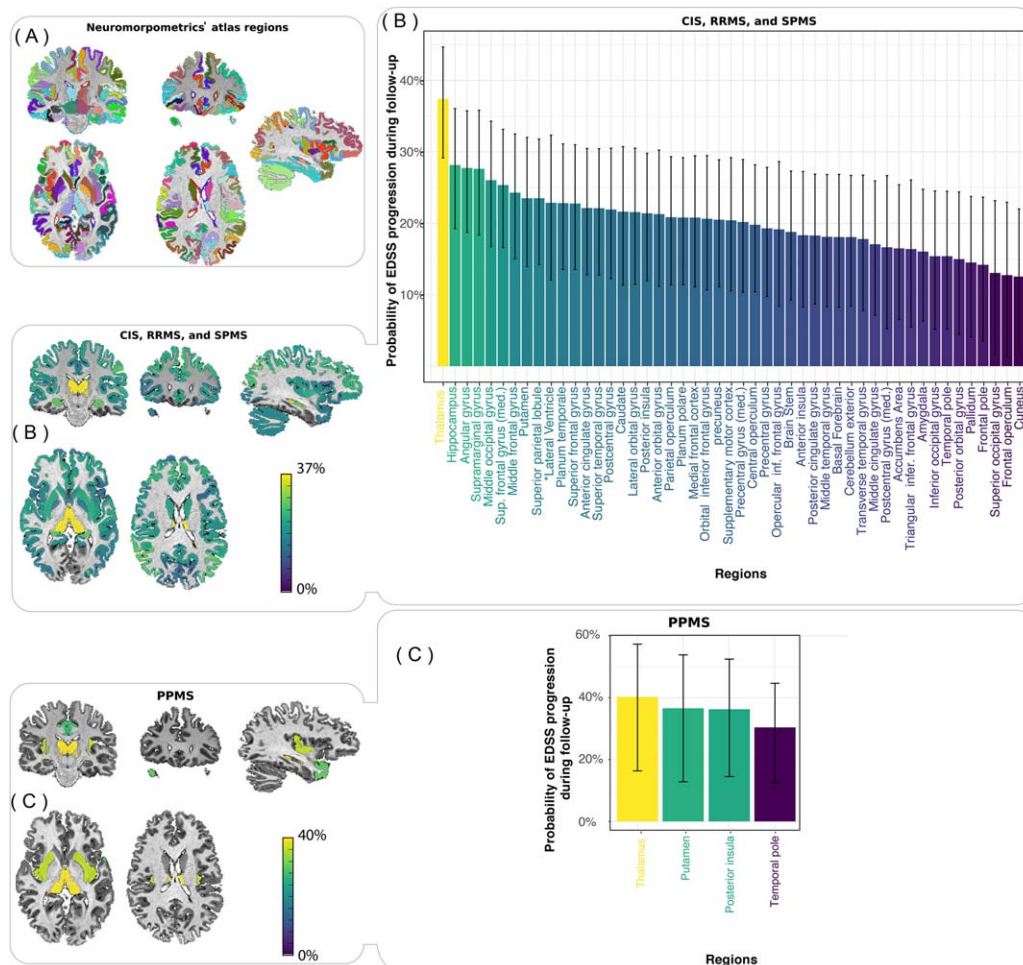 ( A )
Neuromorpometrics' atlas regions
( B )
CIS, RRMS, and SPMS
Probability of EDSS progression during follow-up
40%
30%
20%
10%
Thalamus
Hippocampus
Angular gyrus
Supramarginal gyrus
Middle occipital gyrus
Sup. frontal gyrus (med.)
Middle frontal gyrus
Putamen
Superior parietal lobule
*Lateral Ventricle
Planum temporale
Superior frontal gyrus
Anterior cingulate gyrus
Superior temporal gyrus
Postcentral gyrus
Caudate
Lateral orbital gyrus
Posterior insula
Anterior orbital gyrus
Parietal operculum
Planum polare
Medial frontal cortex
Orbital inferior frontal gyrus
precuneus
Supplementary motor cortex
Precentral gyrus (med.)
Central operculum
Precentral gyrus
Opercular inf. frontal gyrus
Brain Stem
Anterior insula
Posterior cingulate gyrus
Middle temporal gyrus
Basal Forebrain
Cerebellum exterior
Transverse temporal gyrus
Middle cingulate gyrus
Postcentral gyrus (med.)
Accumbens Area
Triangular infer. frontal gyrus
Amygdala
Inferior occipital gyrus
Temporal pole
Posterior orbital gyrus
Pallidum
Frontal pole
Superior occipital gyrus
Frontal operculum
Cuneus
Regions
CIS, RRMS, and SPMS
( B )
37%
0%
PPMS
( C )
40%
0%
( C )
PPMS
Probability of EDSS progression
during follow-up
60%
40%
20%
0%
Thalamus
Putamen
Posterior insula
Temporal pole
Regions